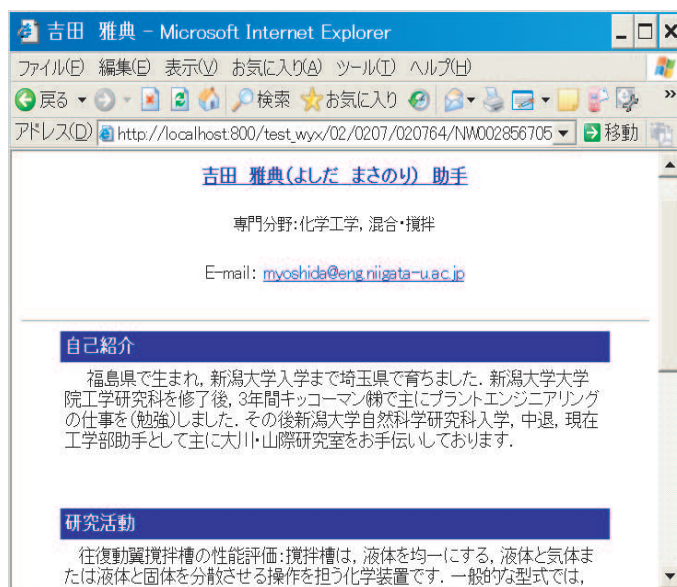 吉田 雅典 - Microsoft Internet Explorer
ファイル(F) 編集(E) 表示(V) お気に入り(A) ツール(T) ヘルプ(H)
戻る 検索 お気に入り »
アドレス(D) http://localhost:800/test_wyx/02/0207/020764/NW002856705 移動
吉田 雅典(よしだ まさのり) 助手
専門分野:化学工学, 混合・撹拌
E-mail: myoshida@eng.niigata-u.ac.jp
自己紹介
福島県で生まれ, 新潟大学入学まで埼玉県で育ちました. 新潟大学大学
院工学研究科を修了後, 3年間キッコーマン㈱で主にプラントエンジニアリング
の仕事を(勉強)しました. その後新潟大学自然科学研究科入学, 中退, 現在
工学部助手として主に大川・山際研究室をお手伝いしております.
研究活動
往復動翼撹拌槽の性能評価:撹拌槽は, 液体を均一にする, 液体と気体ま
たは液体と固体を分散させる操作を担う化学装置です. 一般的な型式では,